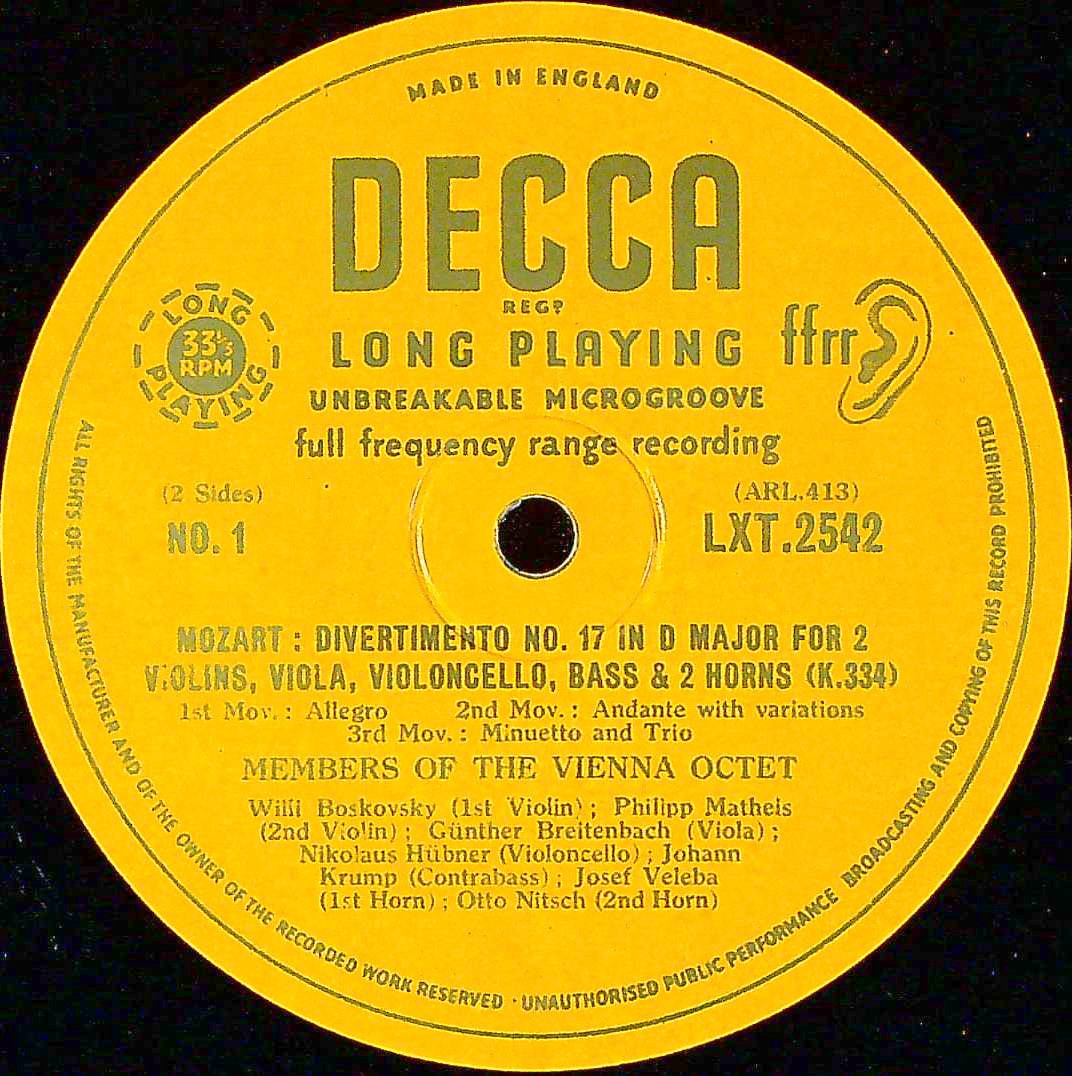 MADE IN ENGLAND
DECCA
REGD
LONG PLAYING
33⅓ RPM
LONG PLAYING
ffrr
UNBREAKABLE MICROGROOVE
full frequency range recording
(2 Sides)
NO. 1
(ARL.413)
LXT.2542
MOZART : DIVERTIMENTO NO. 17 IN D MAJOR FOR 2
VIOLINS, VIOLA, VIOLONCELLO, BASS & 2 HORNS (K.334)
1st Mov. : Allegro 2nd Mov. : Andante with variations
3rd Mov. : Minuetto and Trio
MEMBERS OF THE VIENNA OCTET
Willi Boskovsky (1st Violin) ; Philipp Matheis
(2nd Violin) ; Günther Breitenbach (Viola) ;
Nikolaus Hübner (Violoncello) ; Johann
Krump (Contrabass) ; Josef Veleba
(1st Horn) ; Otto Nitsch (2nd Horn)
ALL RIGHTS OF THE MANUFACTURER AND OF THE OWNER OF THE RECORDED WORK RESERVED · UNAUTHORISED PUBLIC PERFORMANCE BROADCASTING AND COPYING OF THIS RECORD PROHIBITED